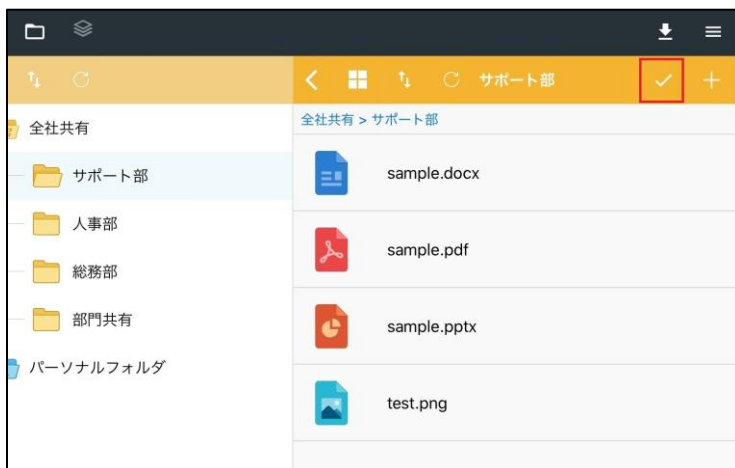 サポート部
全社共有
サポート部
人事部
総務部
部門共有
パーソナルフォルダ
全社共有 > サポート部
sample.docx
sample.pdf
sample.pptx
test.png